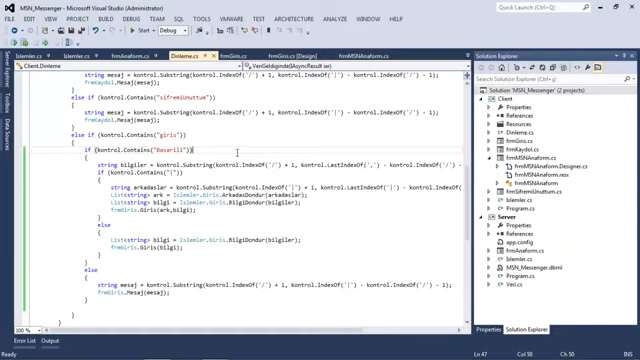 MSN_Messenger - Microsoft Visual Studio (Administrator)
Quick Launch (Ctrl+Q)
FILE EDIT VIEW PROJECT BUILD DEBUG TEAM SQL TOOLS TEST ARCHITECTURE ANALYZE WINDOW HELP
Start Debug
Islemler.cs frmAnaform.cs Dinleme.cs frmGiris.cs frmGiris.cs [Design] frmMSNAnaform.cs
Client.Dinleme VeriGeldiginde(IAsyncResult iar)
string mesaj = kontrol.Substring(kontrol.IndexOf('/') + 1, kontrol.IndexOf('|') - kontrol.IndexOf('/') - 1);
frmKaydol.Mesaj(mesaj);
}
else if (kontrol.Contains("sifremiUnuttum"))
{
string mesaj = kontrol.Substring(kontrol.IndexOf('/') + 1, kontrol.IndexOf('|') - kontrol.IndexOf('/') - 1);
frmKaydol.Mesaj(mesaj);
}
else if (kontrol.Contains("giris"))
{
if (kontrol.Contains("Basarili"))
{
string bilgiler = kontrol.Substring(kontrol.IndexOf('/') + 1, kontrol.LastIndexOf(',') - kontrol.IndexOf('/') -
if (kontrol.Contains("|"))
{
string arkadaslar = kontrol.Substring(kontrol.IndexOf('|') + 1, kontrol.LastIndexOf(',') - kontrol.IndexOf('|')
List<string> ark = Islemler.Giris.ArkadasDondur(arkadaslar);
List<string> bilgi = Islemler.Giris.BilgiDondur(bilgiler);
frmGiris.Giris(ark,bilgi);
}
else
{
List<string> bilgi = Islemler.Giris.BilgiDondur(bilgiler);
frmGiris.Giris(bilgi);
}
}
else
{
string mesaj = kontrol.Substring(kontrol.IndexOf('/') + 1, kontrol.IndexOf('|') - kontrol.IndexOf('/') - 1);
frmGiris.Mesaj(mesaj);
}
}
100 %
Error List Output
Ready
Server Explorer
Toolbox
Solution Explorer
Search Solution Explorer (Ctrl+;)
Solution 'MSN_Messenger' (2 projects)
Client
Properties
References
Dinleme.cs
frmGiris.cs
frmKaydol.cs
frmMSNAnaform.cs
frmMSNAnaform.Designer.cs
frmMSNAnaform.resx
frmMSNAnaform
frmSifremiUnuttum.cs
Islemler.cs
Program.cs
Server
Properties
References
app.config
Islemler.cs
MSN_Messenger.dbml
Program.cs
Veri.cs
Properties Solution Explorer
Ln 47 Col 50 Ch 50 INS